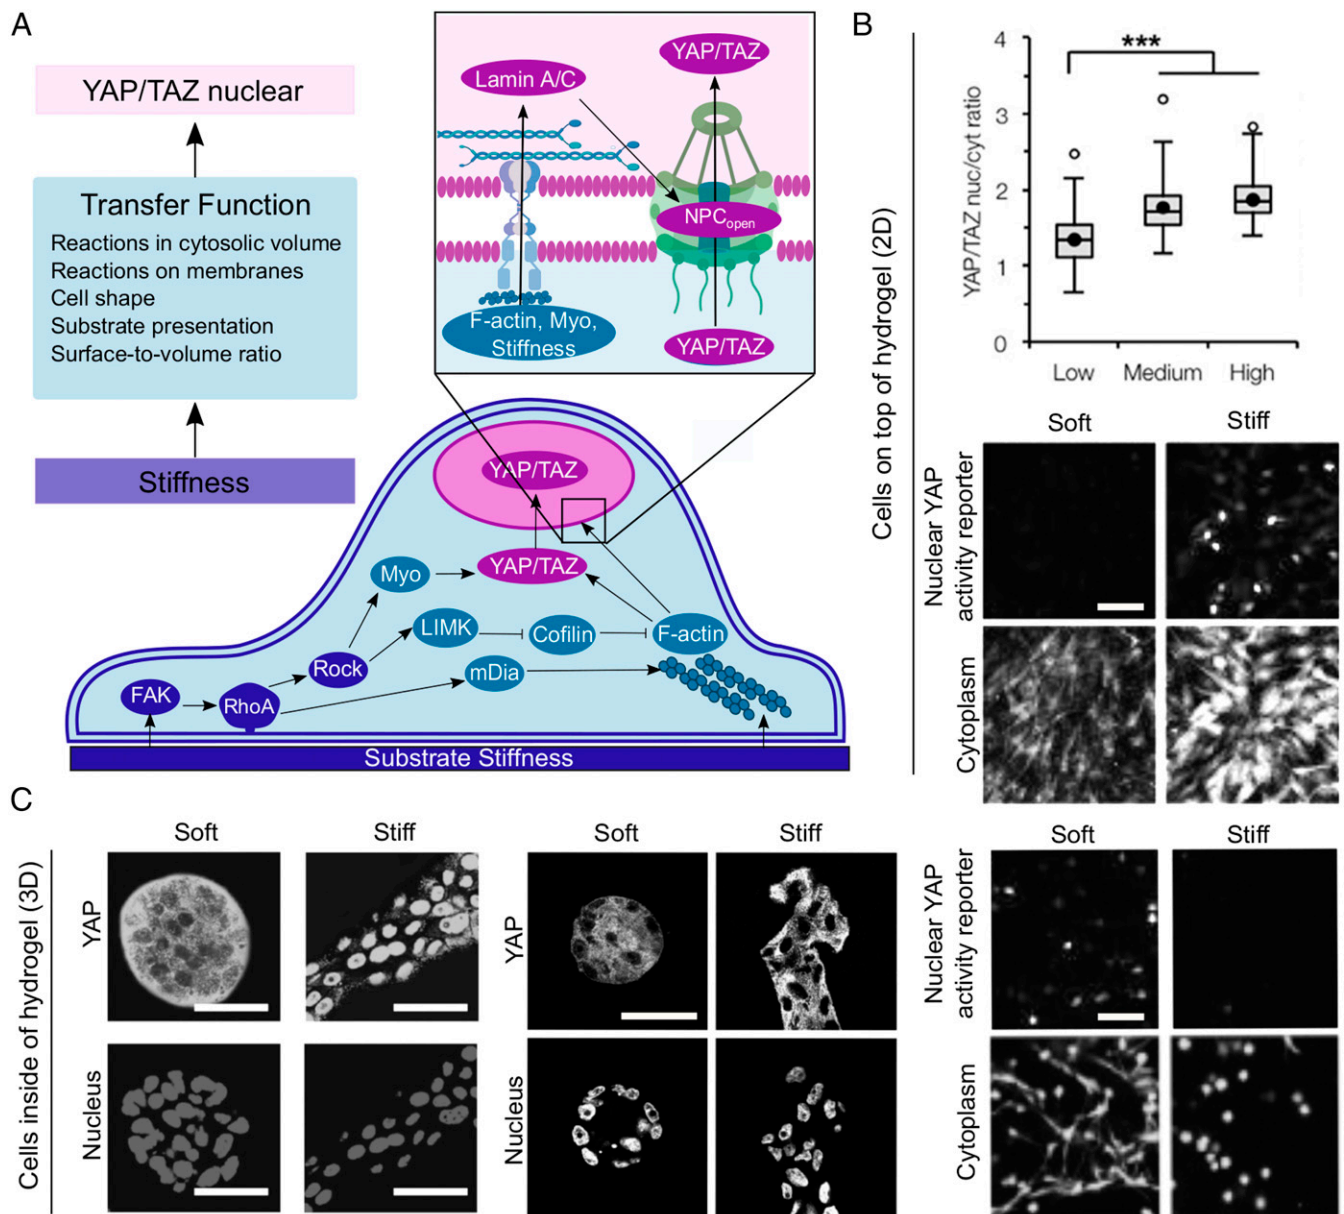 A
YAP/TAZ nuclear
Transfer Function
Reactions in cytosolic volume
Reactions on membranes
Cell shape
Substrate presentation
Surface-to-volume ratio
Stiffness
YAP/TAZ
Lamin A/C
NPCopen
F-actin, Myo,
Stiffness
YAP/TAZ
YAP/TAZ
YAP/TAZ
Myo
LIMK
Cofilin
F-actin
Rock
mDia
FAK
RhoA
Substrate Stiffness
B
Cells on top of hydrogel (2D)
YAP/TAZ nuc/cyt ratio
4
3
2
1
0
***
Low
Medium
High
Soft
Stiff
Nuclear YAP
activity reporter
Cytoplasm
C
Cells inside of hydrogel (3D)
Soft
Stiff
YAP
Nucleus
Soft
Stiff
YAP
Nucleus
Soft
Stiff
Nuclear YAP
activity reporter
Cytoplasm